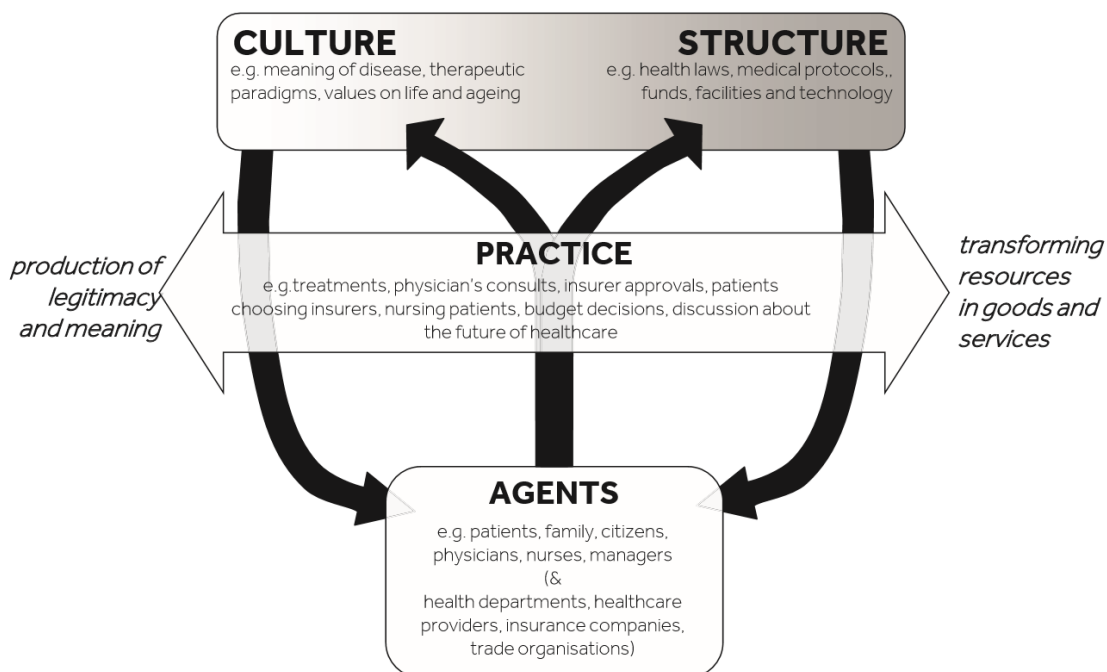 CULTURE
e.g. meaning of disease, therapeutic
paradigms, values on life and ageing
STRUCTURE
e.g. health laws, medical protocols,,
funds, facilities and technology
production of
legitimacy
and meaning
PRACTICE
e.g.treatments, physician's consults, insurer approvals, patients
choosing insurers, nursing patients, budget decisions, discussion about
the future of healthcare
transforming
resources
in goods and
services
AGENTS
e.g. patients, family, citizens,
physicians, nurses, managers
(&
health departments, healthcare
providers, insurance companies,
trade organisations)